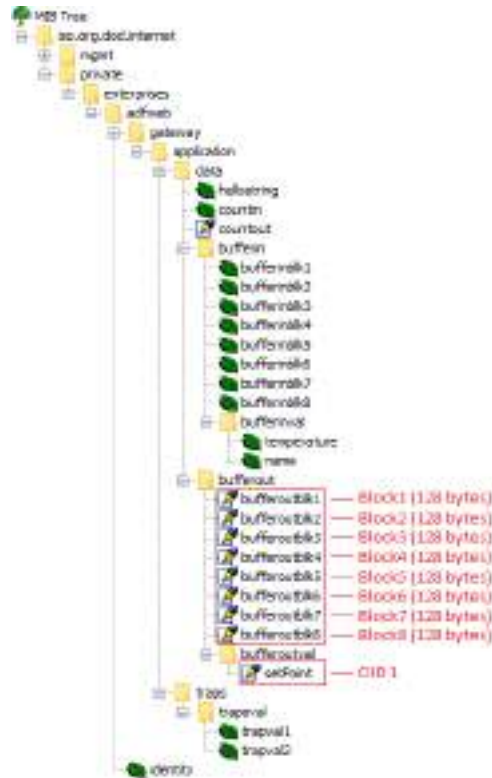 MIB Tree
iso.org.dod.internet
mgmt
private
enterprises
adfweb
gateway
application
data
hellostring
countin
countout
bufferin
bufferinblk1
bufferinblk2
bufferinblk3
bufferinblk4
bufferinblk5
bufferinblk6
bufferinblk7
bufferinblk8
bufferinval
temperature
name
bufferout
bufferoutblk1 Block1 (128 bytes)
bufferoutblk2 Block2 (128 bytes)
bufferoutblk3 Block3 (128 bytes)
bufferoutblk4 Block4 (128 bytes)
bufferoutblk5 Block5 (128 bytes)
bufferoutblk6 Block6 (128 bytes)
bufferoutblk7 Block7 (128 bytes)
bufferoutblk8 Block8 (128 bytes)
bufferoutval
setPoint OID 1
traps
trapsval
trapval1
trapval2
identity